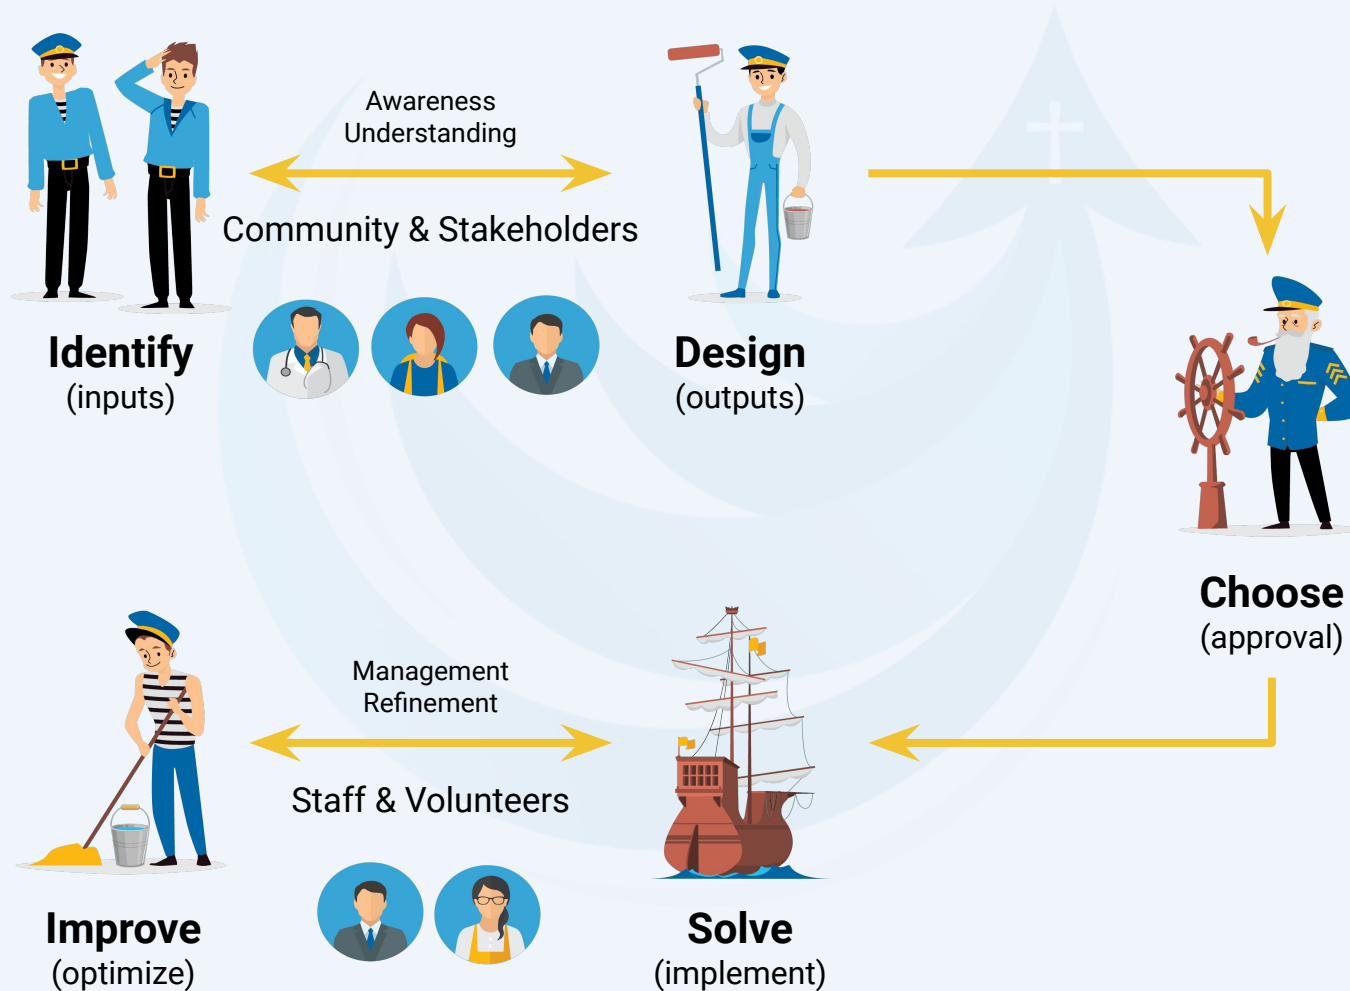 Awareness
Understanding
Community & Stakeholders
Identify
(inputs)
Design
(outputs)
Choose
(approval)
Management
Refinement
Staff & Volunteers
Improve
(optimize)
Solve
(implement)